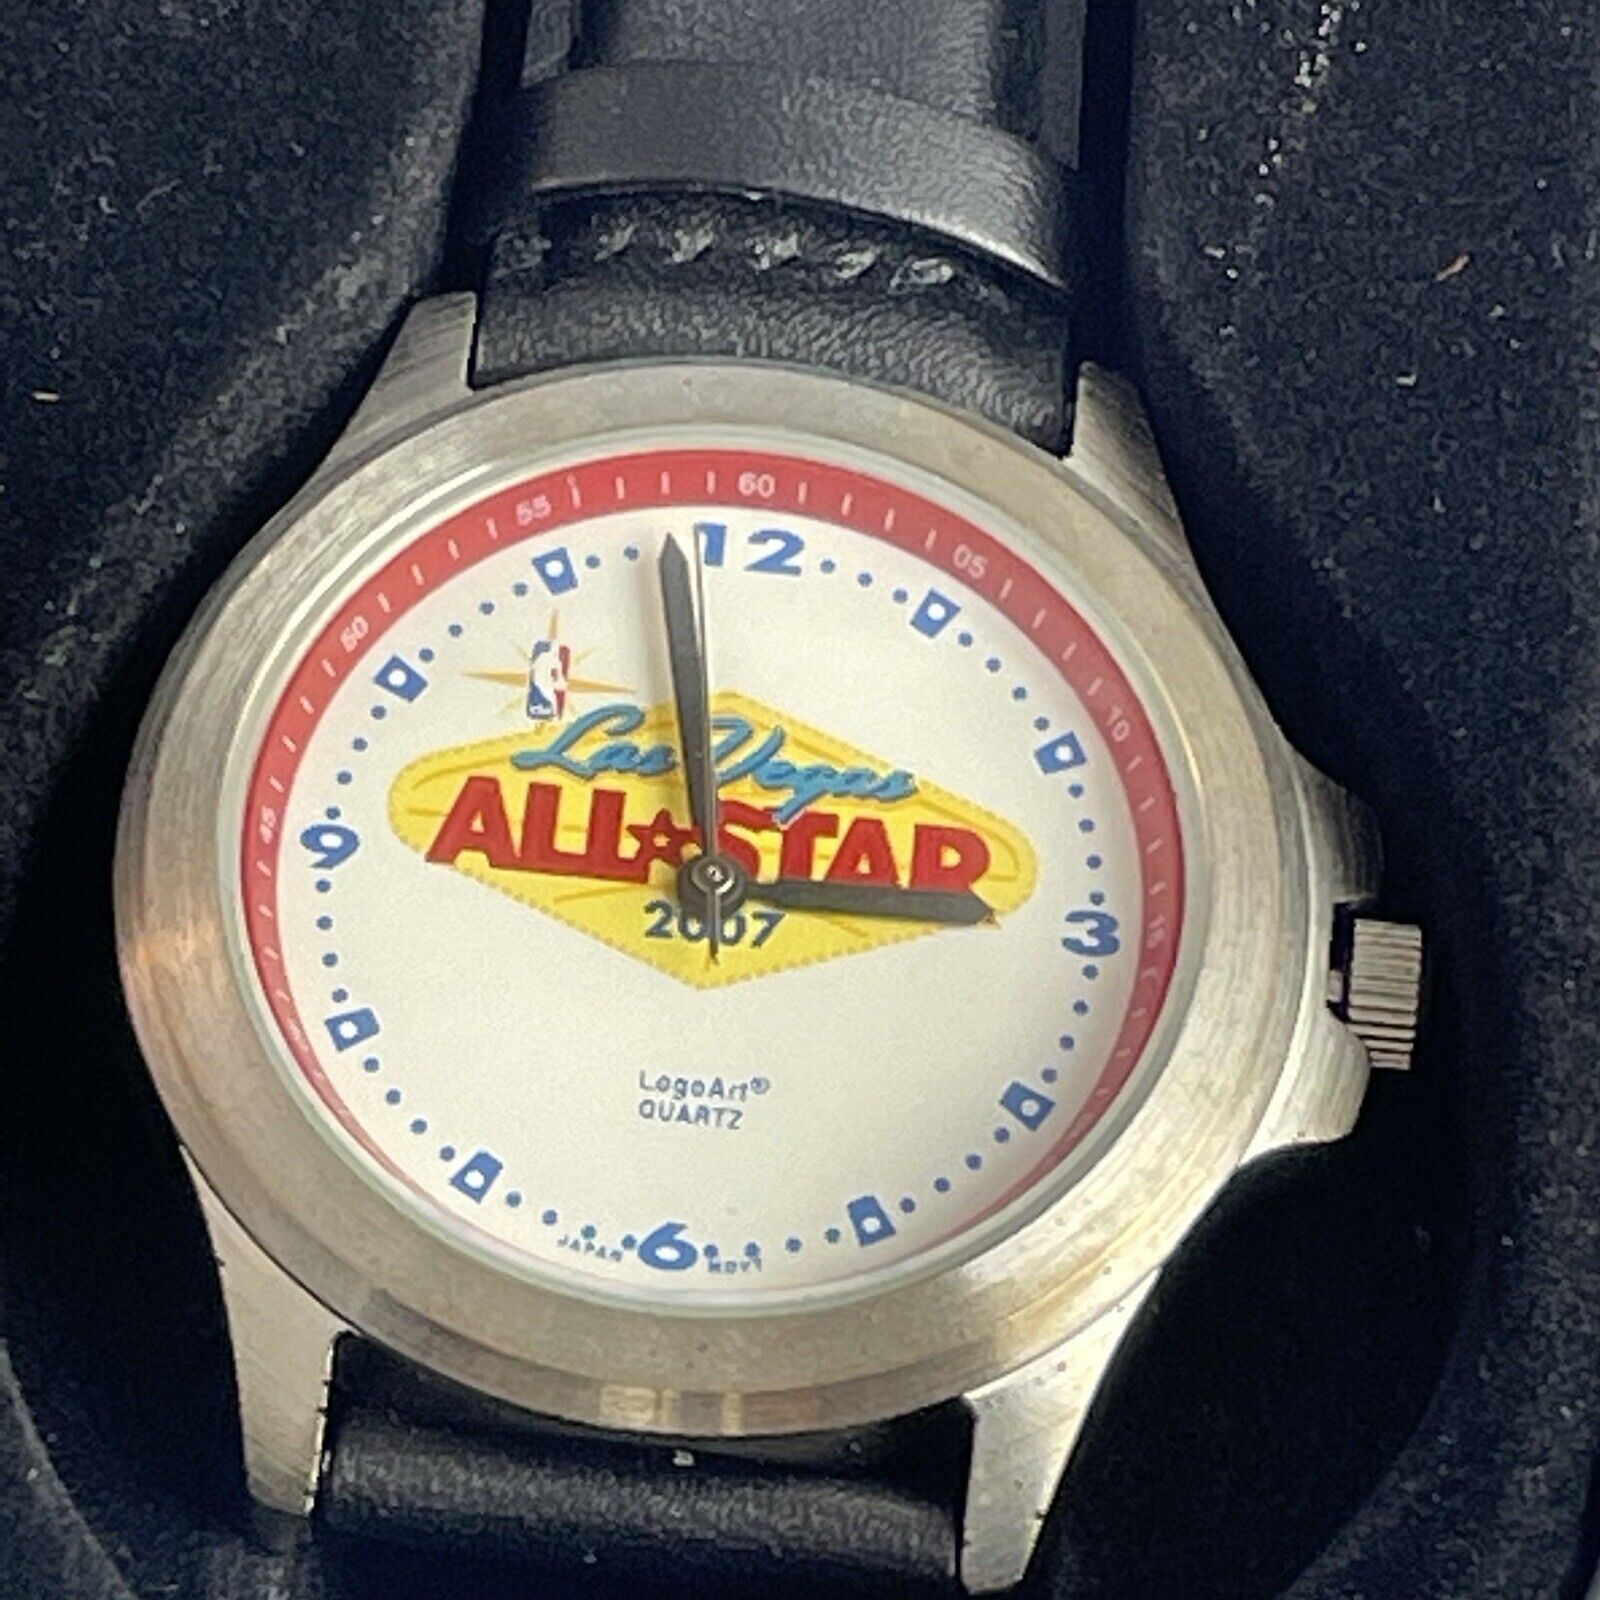 60
05
10
15
45
50
55
12
3
6
9
Las Vegas
ALL★STAR
2007
LogoArt®
QUARTZ
JAPAN MOVT